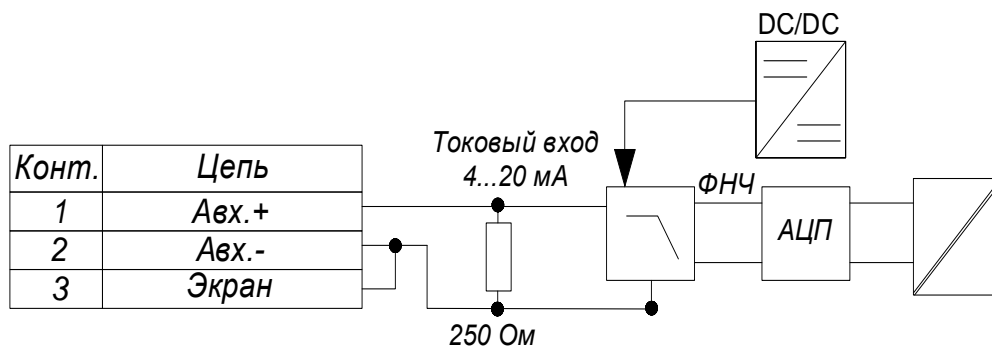 DC/DC
Токовый вход
4...20 мА
Конт. Цепь
1 Авх.+
2 Авх.-
3 Экран
ФНЧ
АЦП
250 Ом